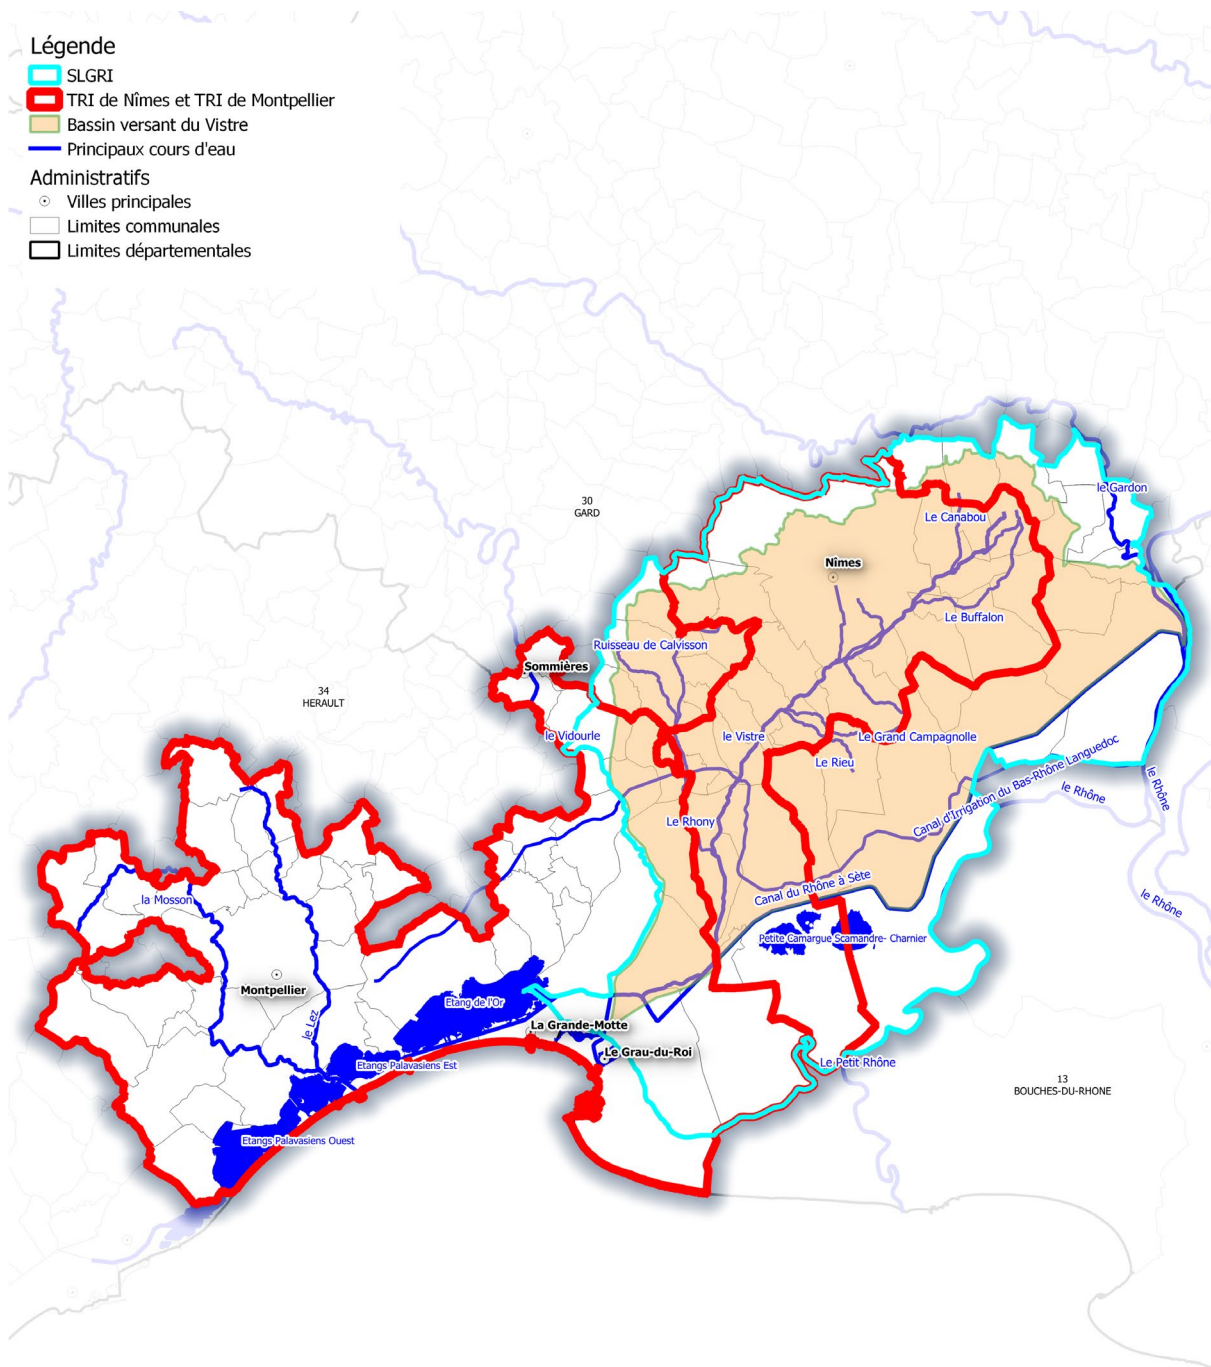 Légende
SLGRI
TRI de Nîmes et TRI de Montpellier
Bassin versant du Vistre
Principaux cours d'eau
Administratifs
Villes principales
Limites communales
Limites départementales
30
GARD
le Gardon
Le Canabou
Nîmes
Le Buffalon
Ruisseau de Calvisson
Sommières
34
HERAULT
le Vidourle
le Vistre
Le Grand Campagnolle
Le Rieu
Canal d'Irrigation du Bas-Rhône Languedoc
le Rhône
le Rhône
Le Rhony
Canal du Rhône à Sète
la Mosson
le Rhône
Petite Camargue Scamandre- Charnier
Montpellier
Etang de l'Or
le Lez
La Grande-Motte
Le Grau-du-Roi
Etangs Palavasiens Est
Le Petit Rhône
13
BOUCHES-DU-RHONE
Etangs Palavasiens Ouest